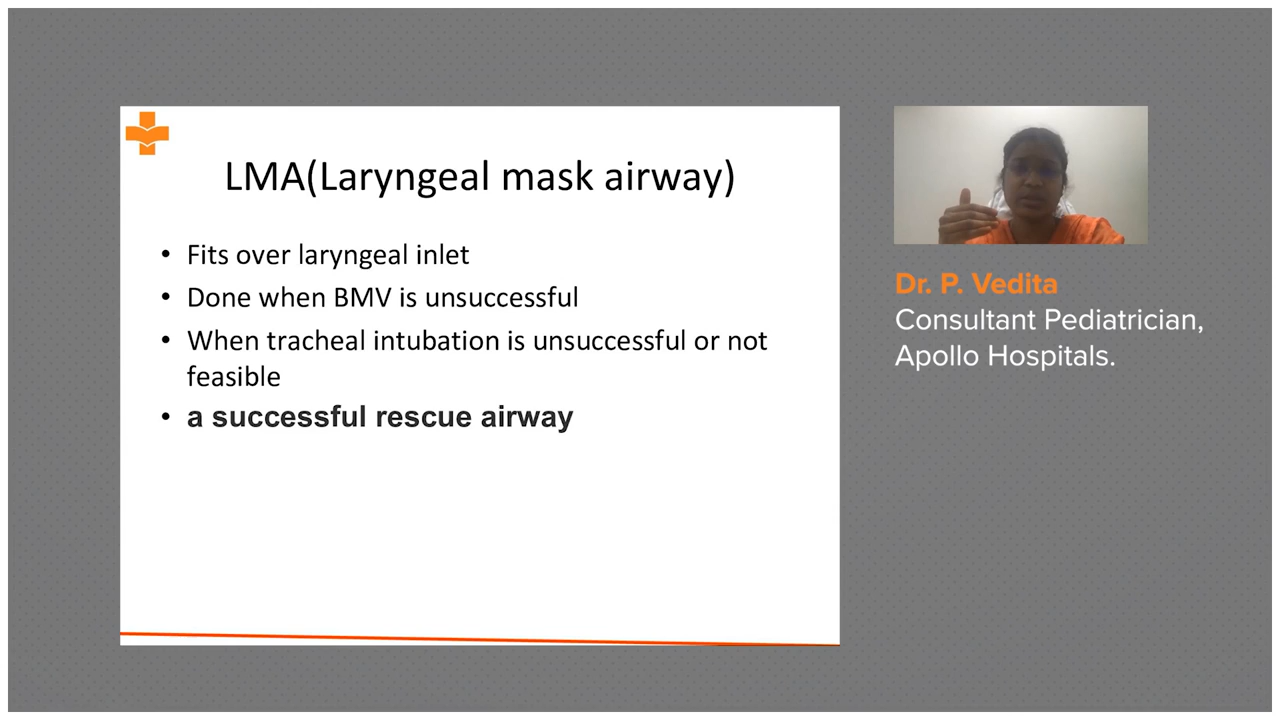 LMA(Laryngeal mask airway)
• Fits over laryngeal inlet
• Done when BMV is unsuccessful
• When tracheal intubation is unsuccessful or not
feasible
• a successful rescue airway
Dr. P. Vedita
Consultant Pediatrician,
Apollo Hospitals.